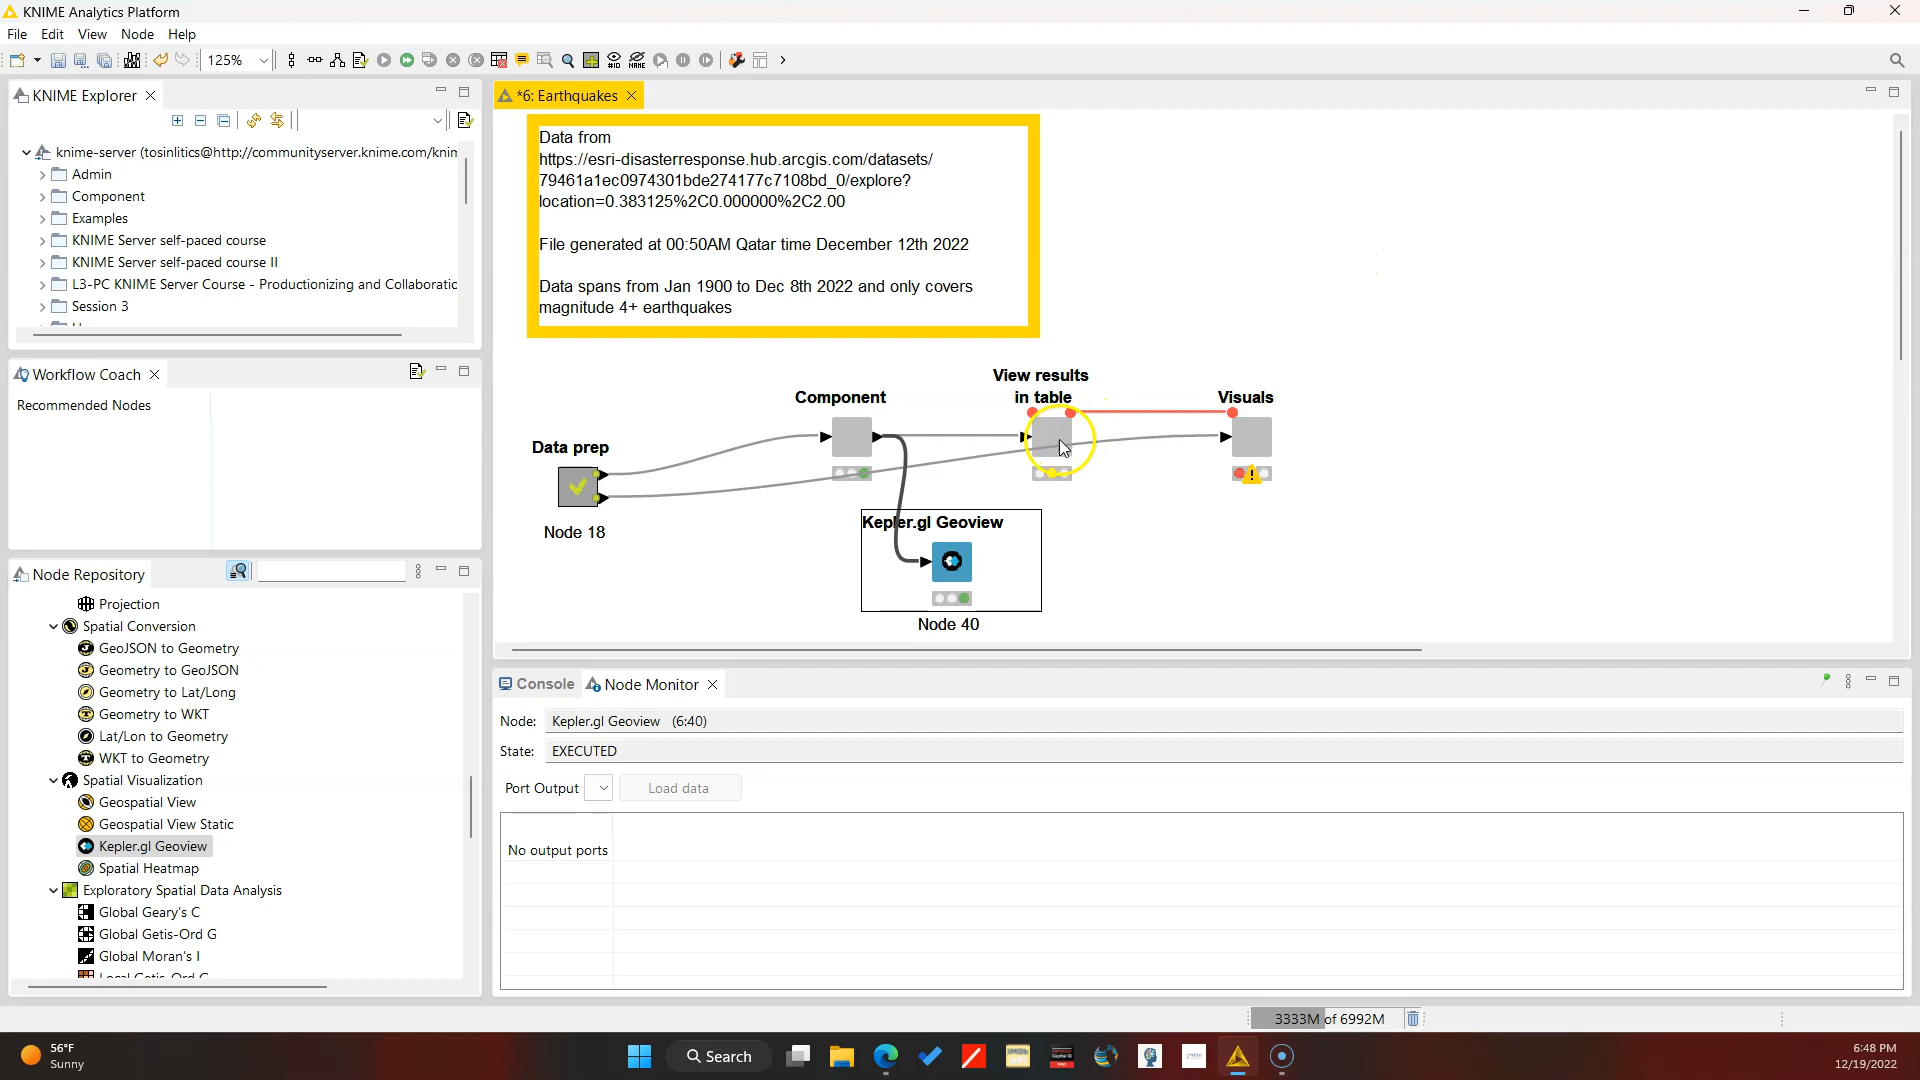 KNIME Analytics Platform
File Edit View Node Help
125%
KNIME Explorer
knime-server (tosinlitics@http://communityserver.knime.com/knim
Admin
Component
Examples
KNIME Server self-paced course
KNIME Server self-paced course II
L3-PC KNIME Server Course - Productionizing and Collaboratic
Session 3
Workflow Coach
Recommended Nodes
Node Repository
Projection
Spatial Conversion
GeoJSON to Geometry
Geometry to GeoJSON
Geometry to Lat/Long
Geometry to WKT
Lat/Lon to Geometry
WKT to Geometry
Spatial Visualization
Geospatial View
Geospatial View Static
Kepler.gl Geoview
Spatial Heatmap
Exploratory Spatial Data Analysis
Global Geary's C
Global Getis-Ord G
Global Moran's I
Local Getis-Ord G
*6: Earthquakes
Data from
https://esri-disasterresponse.hub.arcgis.com/datasets/
79461a1ec0974301bde274177c7108bd_0/explore?
location=0.383125%2C0.000000%2C2.00
File generated at 00:50AM Qatar time December 12th 2022
Data spans from Jan 1900 to Dec 8th 2022 and only covers
magnitude 4+ earthquakes
Data prep
Node 18
Component
View results
in table
Visuals
Kepler.gl Geoview
Node 40
Console
Node Monitor
Node: Kepler.gl Geoview (6:40)
State: EXECUTED
Port Output
Load data
No output ports
3333M of 6992M
56°F
Sunny
Search
6:48 PM
12/19/2022